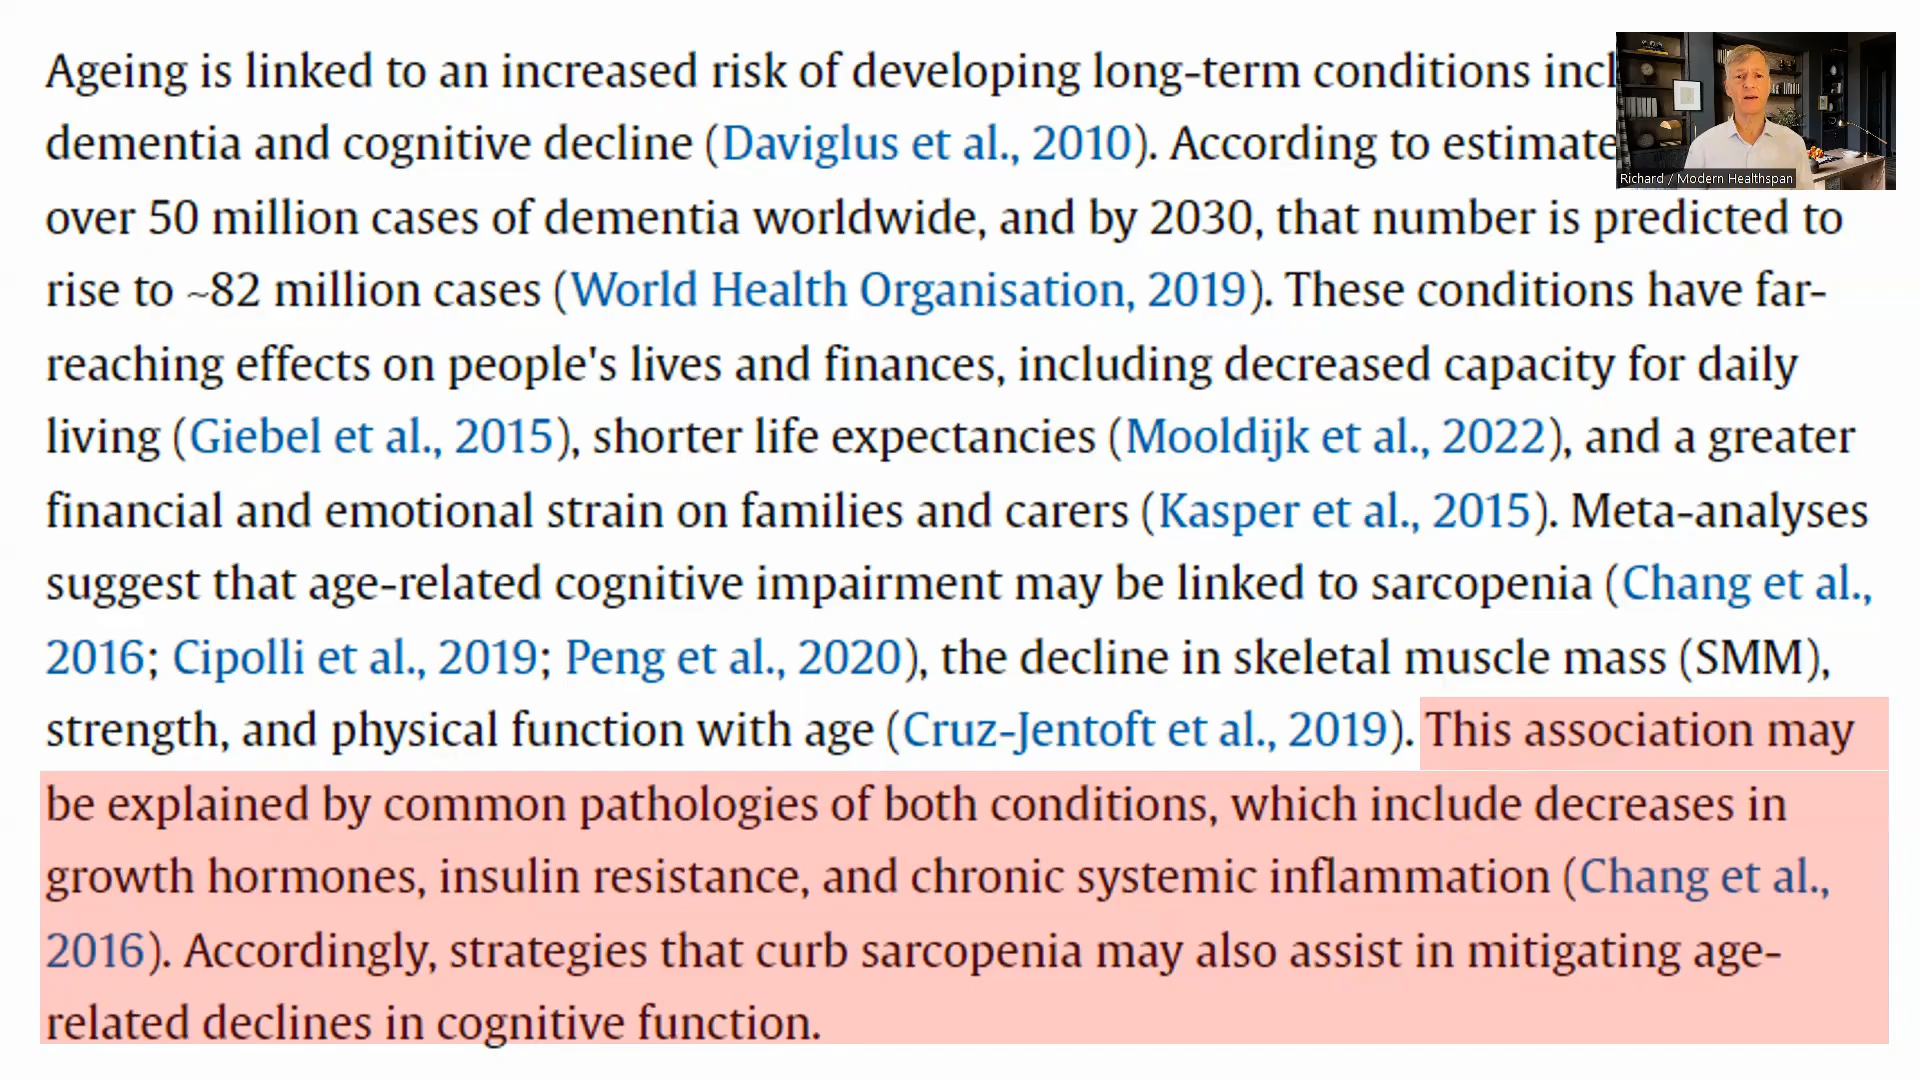 Ageing is linked to an increased risk of developing long-term conditions
dementia and cognitive decline (Daviglus et al., 2010). According to
over 50 million cases of dementia worldwide, and by 2030, that number is predicted to
rise to ~82 million cases (World Health Organisation, 2019). These conditions have far-
reaching effects on people's lives and finances, including decreased capacity for daily
living (Giebel et al., 2015), shorter life expectancies (Mooldijk et al., 2022), and a greater
financial and emotional strain on families and carers (Kasper et al., 2015). Meta-analyses
suggest that age-related cognitive impairment may be linked to sarcopenia (Chang et al.,
2016; Cipolli et al., 2019; Peng et al., 2020), the decline in skeletal muscle mass (SMM),
strength, and physical function with age (Cruz-Jentoft et al., 2019). This association may
be explained by common pathologies of both conditions, which include decreases in
growth hormones, insulin resistance, and chronic systemic inflammation (Chang et al.,
2016). Accordingly, strategies that curb sarcopenia may also assist in mitigating age-
related declines in cognitive function.
Richard / Modern Healthspan